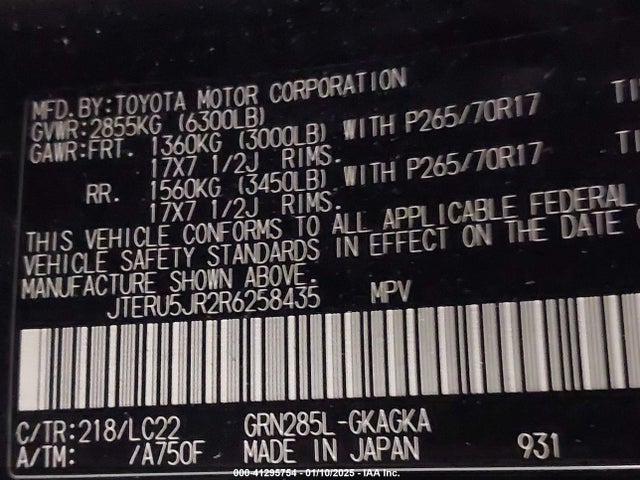 MFD.BY:TOYOTA MOTOR CORPORATION
GVWR:2855KG (6300LB)
GAWR:FRT. 1360KG (3000LB) WITH P265/70R17
17X7 1/2J RIMS.
RR. 1560KG (3450LB) WITH P265/70R17
17X7 1/2J RIMS.
THIS VEHICLE CONFORMS TO ALL APPLICABLE FEDERAL
VEHICLE SAFETY STANDARDS IN EFFECT ON THE DATE
MANUFACTURE SHOWN ABOVE.
JTERU5JR2R6258435 MPV
C/TR:218/LC22 GRN285L-GKAGKA
A/TM: /A750F MADE IN JAPAN 931
000-41295754 - 01/10/2025 - IAA Inc.